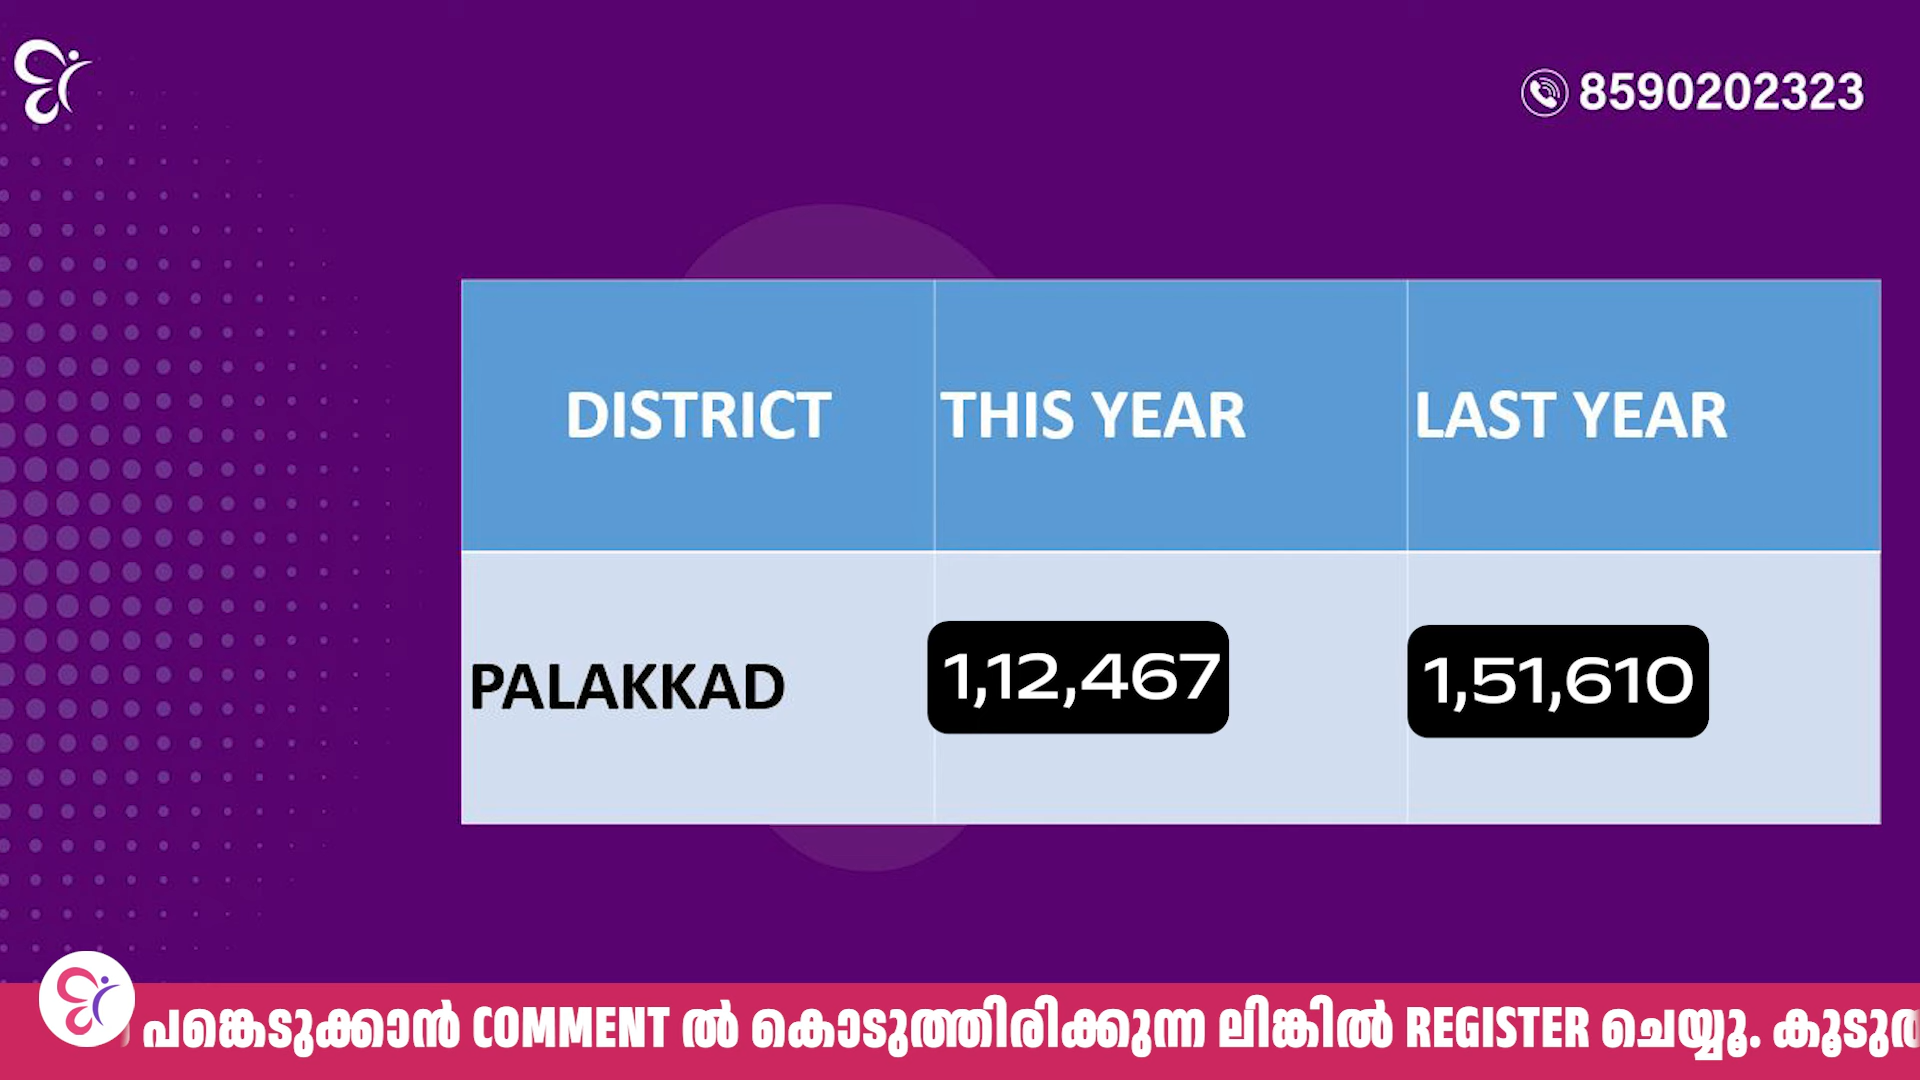 8590202323
DISTRICT THIS YEAR LAST YEAR
PALAKKAD 1,12,467 1,51,610
പങ്കെടുക്കാൻ COMMENT ൽ കൊടുത്തിരിക്കുന്ന ലിങ്കിൽ REGISTER ചെയ്യൂ.